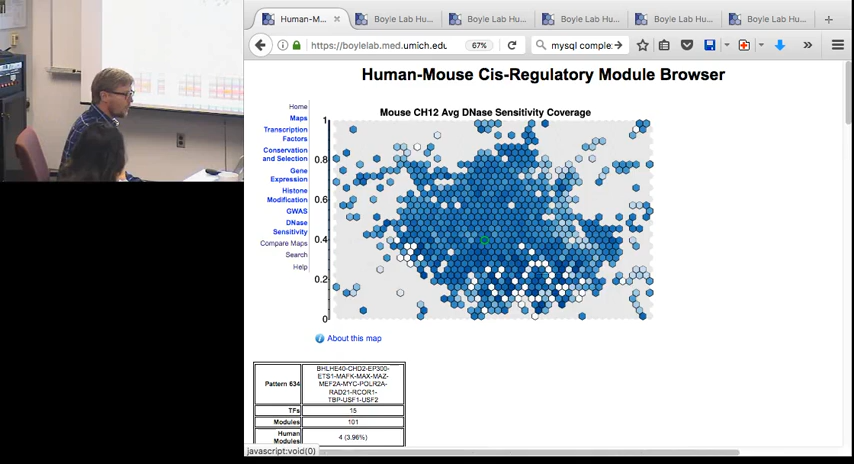 Human-M...
Boyle Lab Hu...
Boyle Lab Hu...
Boyle Lab Hu...
Boyle Lab Hu...
Boyle Lab Hu...
https://boylelab.med.umich.edu
67%
mysql comple
Human-Mouse Cis-Regulatory Module Browser
Home
Maps
Transcription
Factors
Conservation
and Selection
Gene
Expression
Histone
Modification
GWAS
DNase
Sensitivity
Compare Maps
Search
Help
Mouse CH12 Avg DNase Sensitivity Coverage
1
0.8
0.6
0.4
0.2
0
About this map
Pattern 634
BHLHE40-CHD2-EP300-
ETS1-MAFK-MAX-MAZ-
MEF2A-MYC-POLR2A-
RAD21-RCOR1-
TBP-USF1-USF2
TFs
15
Modules
101
Human
Modules
4 (3.96%)
javascript:void(0)